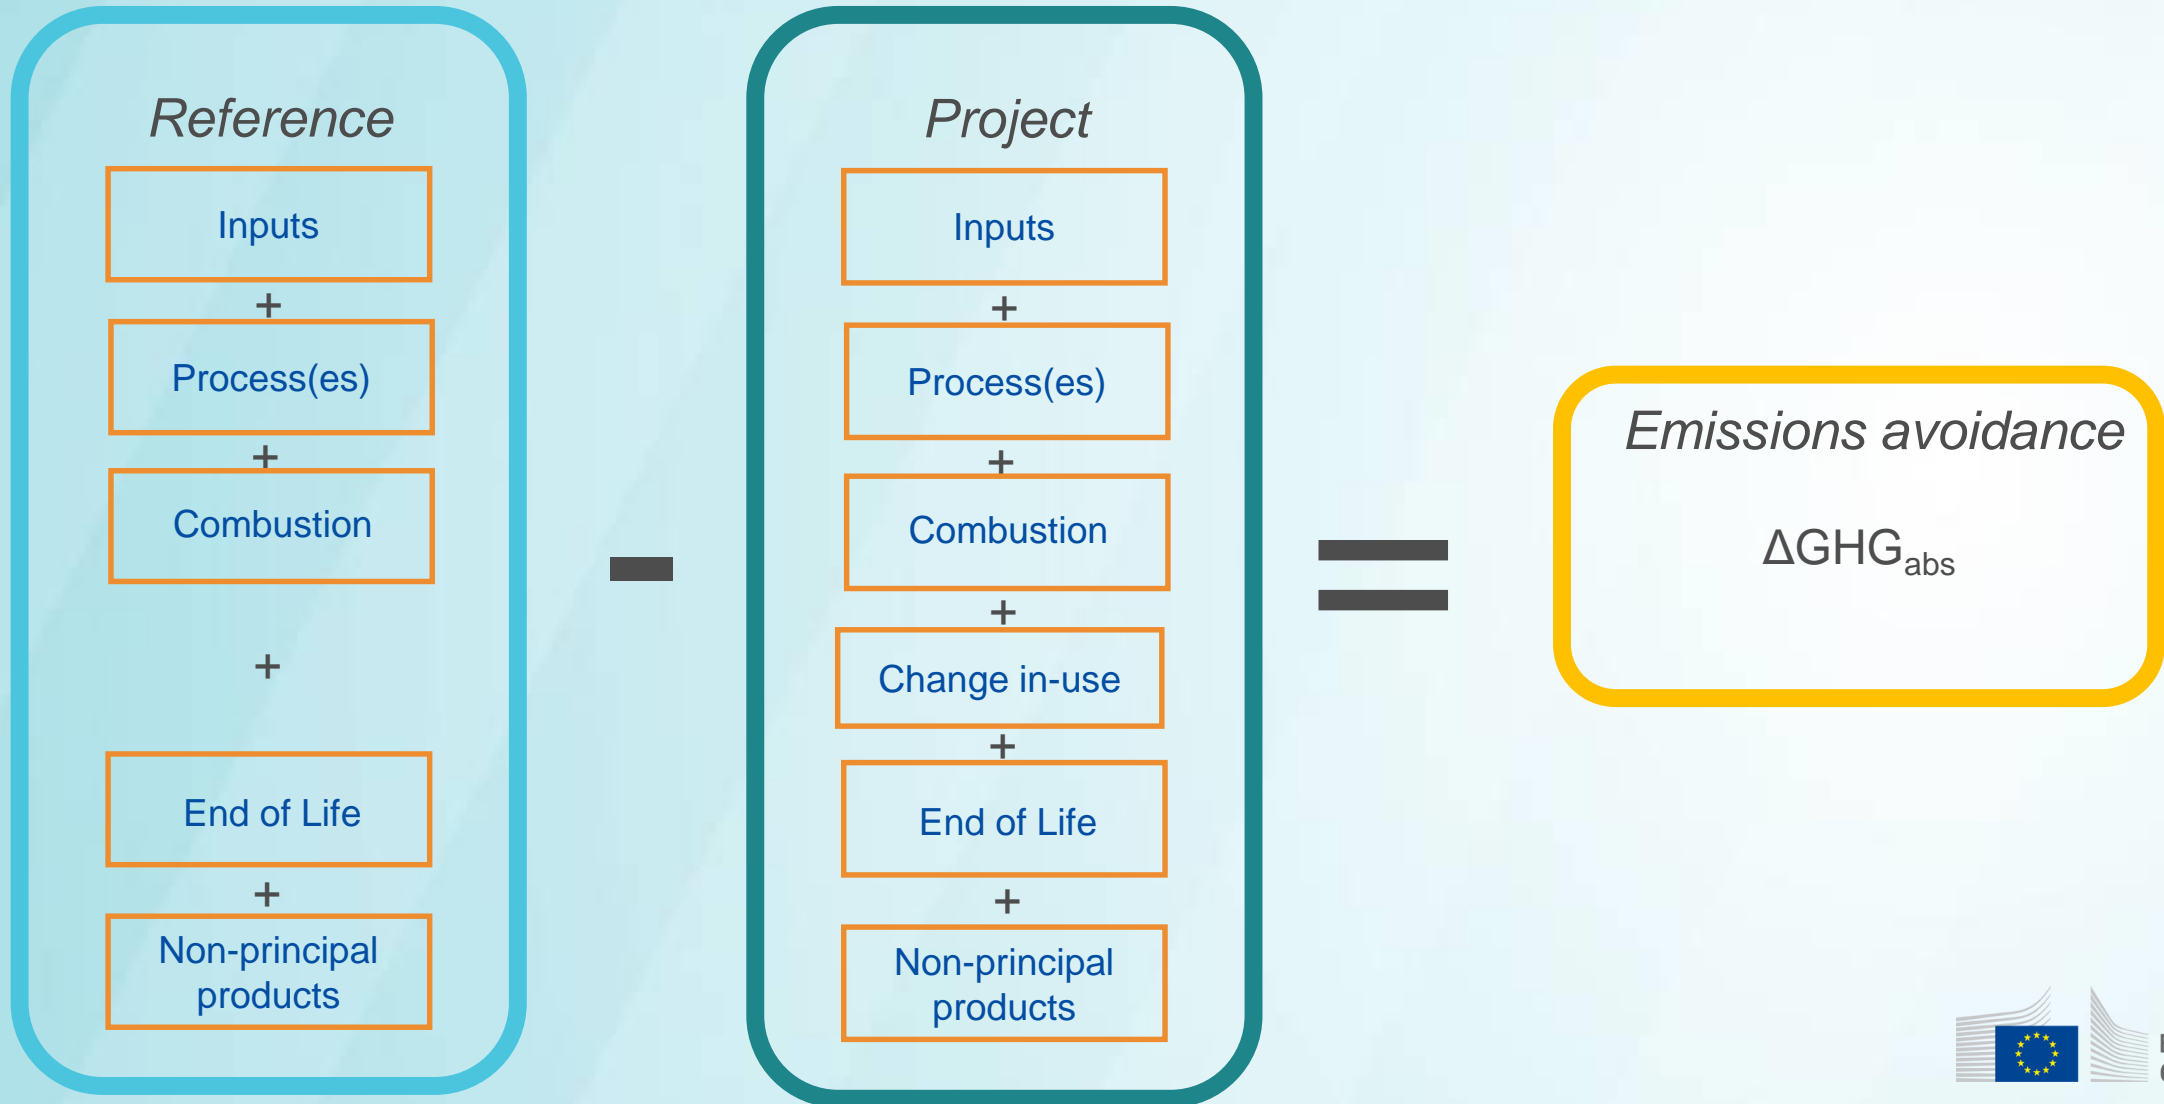 Reference
Inputs
+
Process(es)
+
Combustion
+
End of Life
+
Non-principal
products
-
Project
Inputs
+
Process(es)
+
Combustion
+
Change in-use
+
End of Life
+
Non-principal
products
=
Emissions avoidance
ΔGHGabs